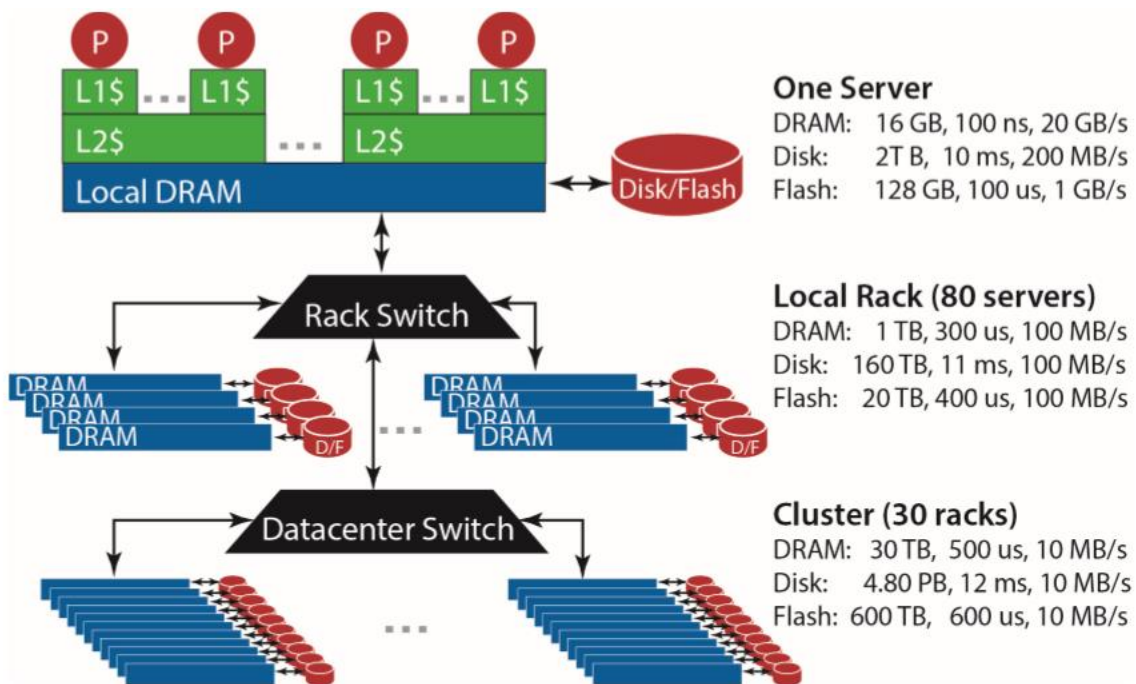 P P P P
L1$ L1$ L1$ L1$
L2$ L2$
Local DRAM
Disk/Flash
One Server
DRAM: 16 GB, 100 ns, 20 GB/s
Disk: 2T B, 10 ms, 200 MB/s
Flash: 128 GB, 100 us, 1 GB/s
Rack Switch
Local Rack (80 servers)
DRAM: 1 TB, 300 us, 100 MB/s
Disk: 160 TB, 11 ms, 100 MB/s
Flash: 20 TB, 400 us, 100 MB/s
DRAM DRAM
DRAM DRAM
DRAM DRAM
DRAM DRAM
D/F D/F
Datacenter Switch
Cluster (30 racks)
DRAM: 30 TB, 500 us, 10 MB/s
Disk: 4.80 PB, 12 ms, 10 MB/s
Flash: 600 TB, 600 us, 10 MB/s